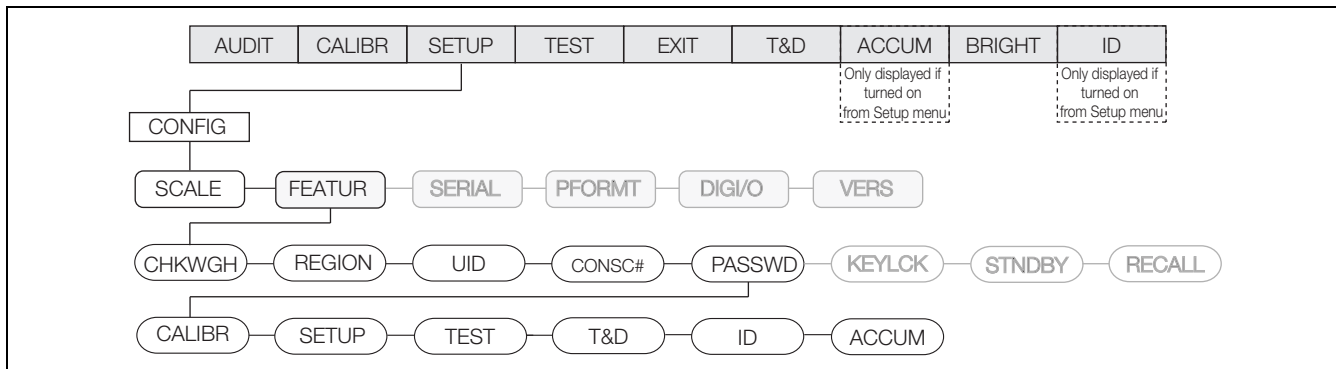 AUDIT CALIBR SETUP TEST EXIT T&D ACCUM BRIGHT ID
Only displayed if turned on from Setup menu
Only displayed if turned on from Setup menu
CONFIG
SCALE FEATUR SERIAL PFORMT DIGI/O VERS
CHKWGH REGION UID CONSC# PASSWD KEYLCK STNDBY RECALL
CALIBR SETUP TEST T&D ID ACCUM